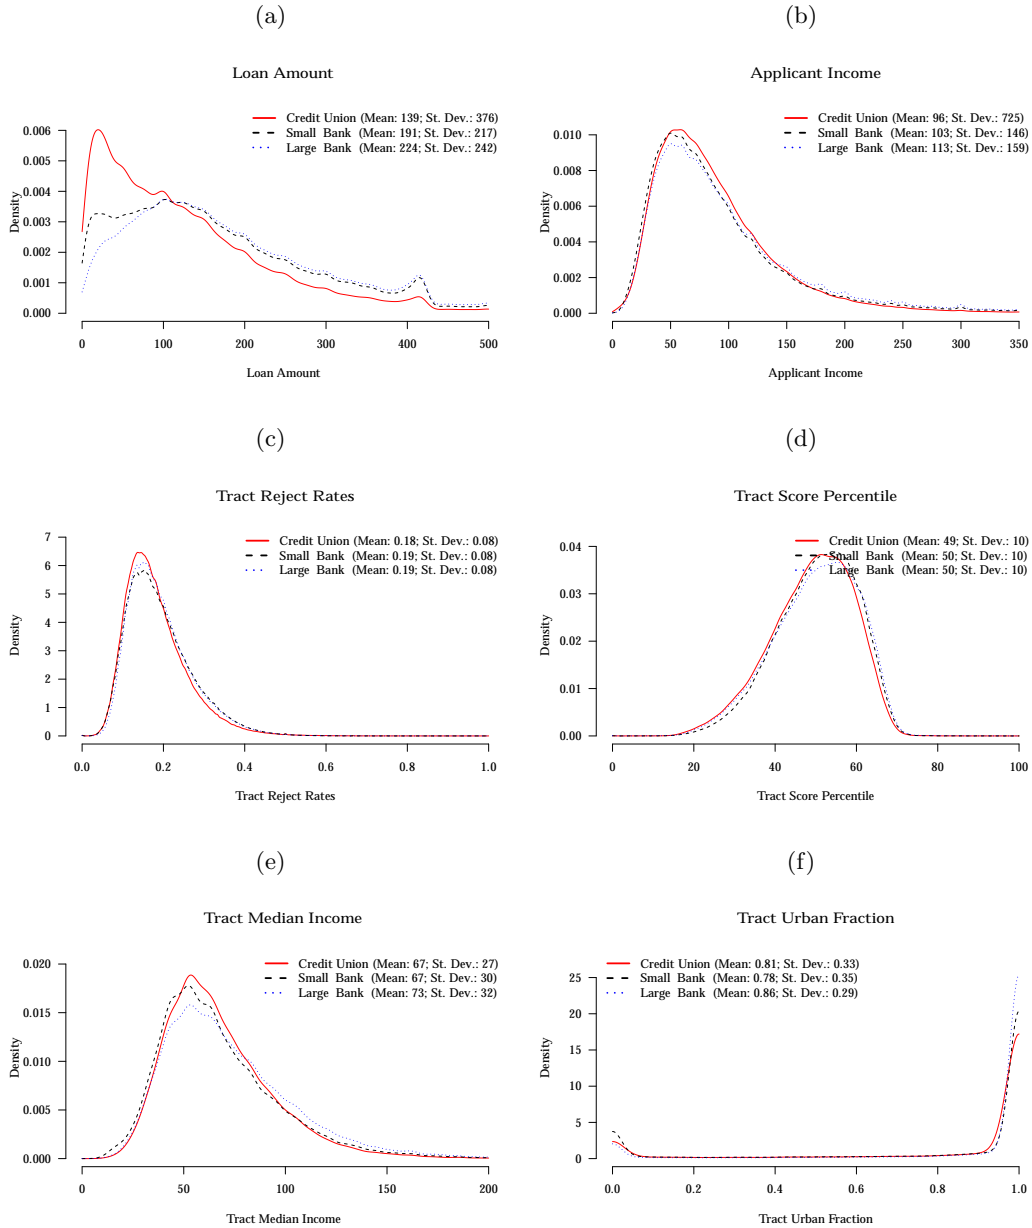 (a)
Loan Amount
Credit Union (Mean: 139; St. Dev.: 376)
Small Bank (Mean: 191; St. Dev.: 217)
Large Bank (Mean: 224; St. Dev.: 242)
0.006
0.005
0.004
0.003
0.002
0.001
0.000
Density
0 100 200 300 400 500
Loan Amount
(b)
Applicant Income
Credit Union (Mean: 96; St. Dev.: 725)
Small Bank (Mean: 103; St. Dev.: 146)
Large Bank (Mean: 113; St. Dev.: 159)
0.010
0.008
0.006
0.004
0.002
0.000
Density
0 50 100 150 200 250 300 350
Applicant Income
(c)
Tract Reject Rates
Credit Union (Mean: 0.18; St. Dev.: 0.08)
Small Bank (Mean: 0.19; St. Dev.: 0.08)
Large Bank (Mean: 0.19; St. Dev.: 0.08)
7
6
5
4
3
2
1
0
Density
0.0 0.2 0.4 0.6 0.8 1.0
Tract Reject Rates
(d)
Tract Score Percentile
Credit Union (Mean: 49; St. Dev.: 10)
Small Bank (Mean: 50; St. Dev.: 10)
Large Bank (Mean: 50; St. Dev.: 10)
0.04
0.03
0.02
0.01
0.00
Density
0 20 40 60 80 100
Tract Score Percentile
(e)
Tract Median Income
Credit Union (Mean: 67; St. Dev.: 27)
Small Bank (Mean: 67; St. Dev.: 30)
Large Bank (Mean: 73; St. Dev.: 32)
0.020
0.015
0.010
0.005
0.000
Density
0 50 100 150 200
Tract Median Income
(f)
Tract Urban Fraction
Credit Union (Mean: 0.81; St. Dev.: 0.33)
Small Bank (Mean: 0.78; St. Dev.: 0.35)
Large Bank (Mean: 0.86; St. Dev.: 0.29)
25
20
15
10
5
0
Density
0.0 0.2 0.4 0.6 0.8 1.0
Tract Urban Fraction